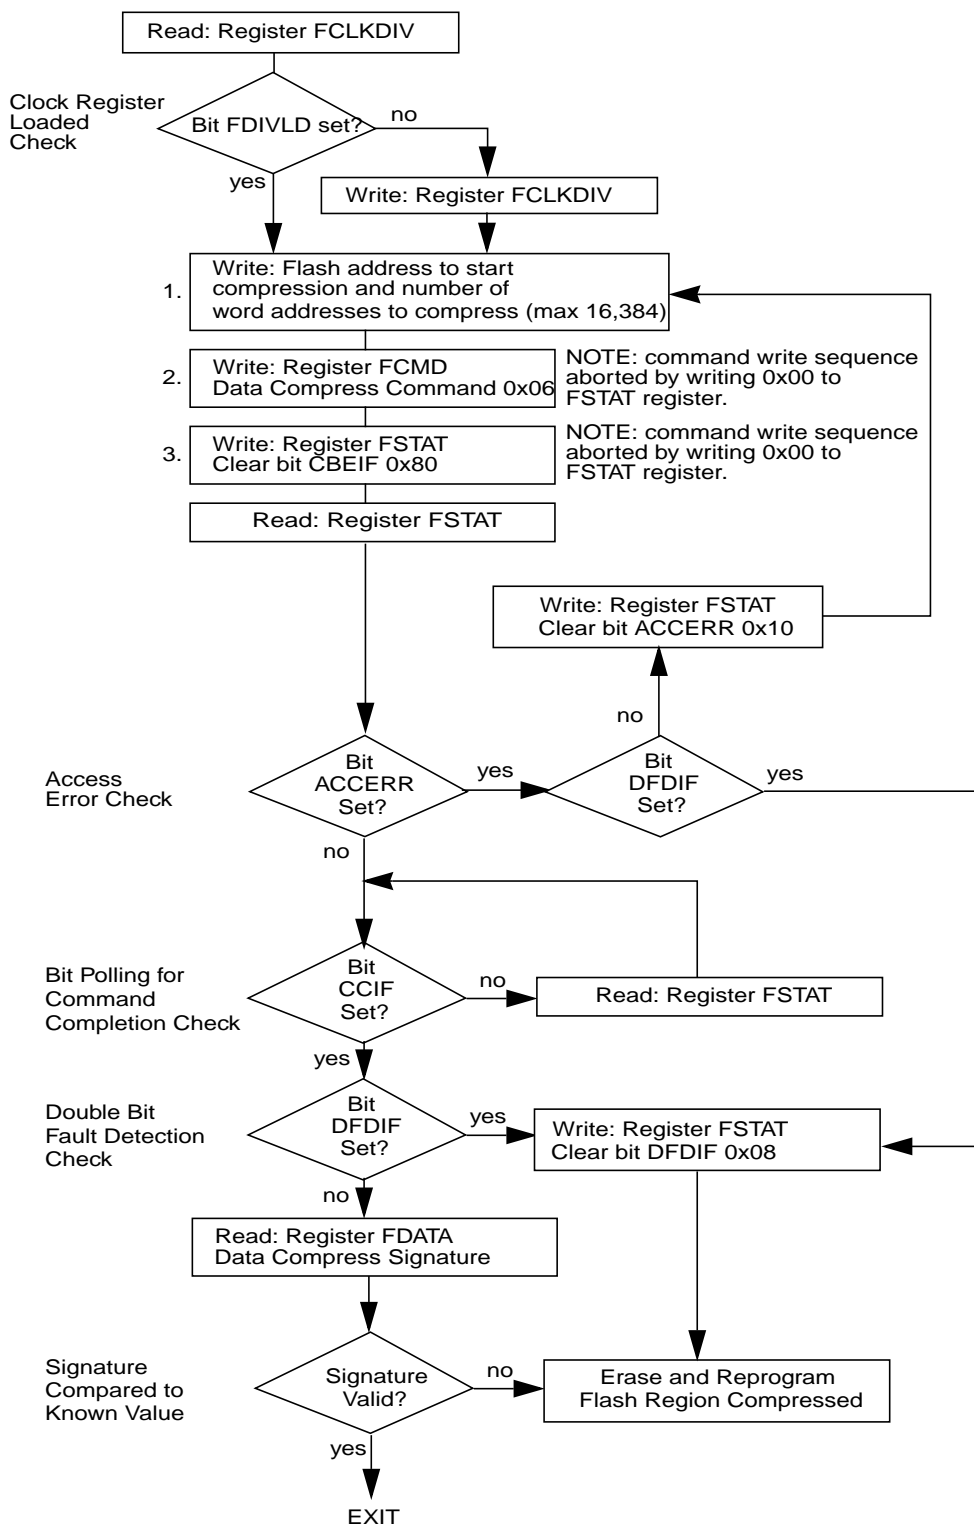 Read: Register FCLKDIV
Clock Register
Loaded
Check
Bit FDIVLD set?
no
yes
Write: Register FCLKDIV
1.
Write: Flash address to start
compression and number of
word addresses to compress (max 16,384)
2.
Write: Register FCMD
Data Compress Command 0x06
NOTE: command write sequence
aborted by writing 0x00 to
FSTAT register.
3.
Write: Register FSTAT
Clear bit CBEIF 0x80
NOTE: command write sequence
aborted by writing 0x00 to
FSTAT register.
Read: Register FSTAT
Write: Register FSTAT
Clear bit ACCERR 0x10
no
Access
Error Check
Bit
ACCERR
Set?
yes
Bit
DFDIF
Set?
yes
no
Bit Polling for
Command
Completion Check
Bit
CCIF
Set?
no
Read: Register FSTAT
yes
Double Bit
Fault Detection
Check
Bit
DFDIF
Set?
yes
Write: Register FSTAT
Clear bit DFDIF 0x08
no
Read: Register FDATA
Data Compress Signature
Signature
Compared to
Known Value
Signature
Valid?
no
Erase and Reprogram
Flash Region Compressed
yes
EXIT